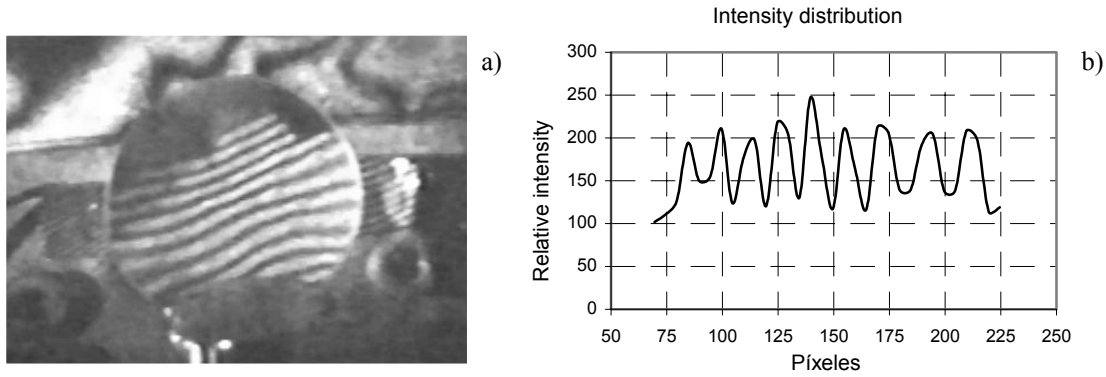 a)
Intensity distribution
b)
Relative intensity
300
250
200
150
100
50
0
50 75 100 125 150 175 200 225 250
Píxeles